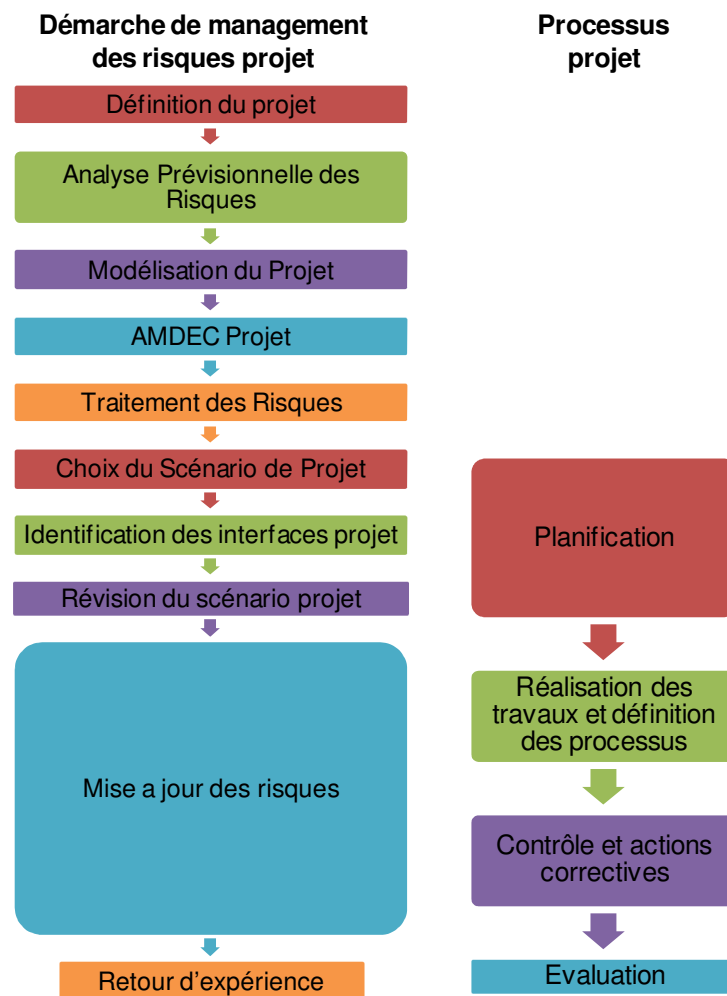 Démarche de management
des risques projet
Définition du projet
Analyse Prévisionnelle des
Risques
Modélisation du Projet
AMDEC Projet
Traitement des Risques
Choix du Scénario de Projet
Identification des interfaces projet
Révision du scénario projet
Mise a jour des risques
Retour d'expérience
Processus
projet
Planification
Réalisation des
travaux et définition
des processus
Contrôle et actions
correctives
Evaluation